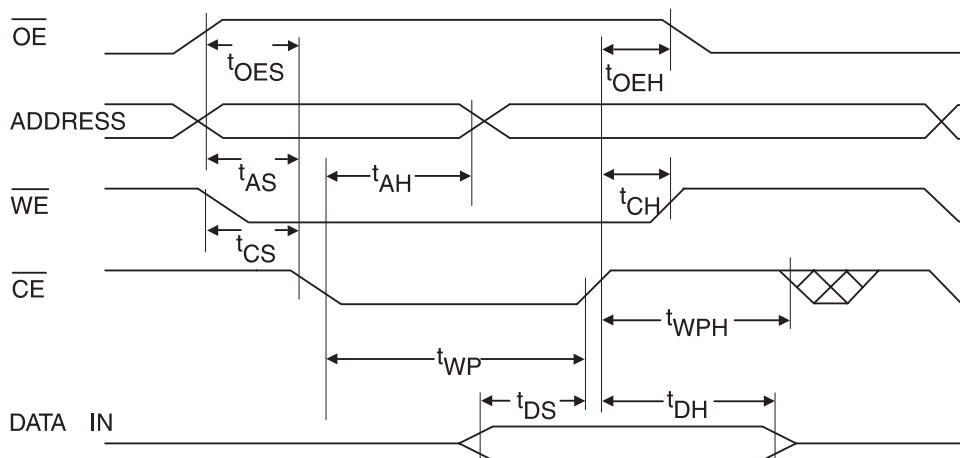 OE
tOES
tOEH
ADDRESS
tAS
tAH
WE
tCH
tCS
CE
tWPH
tWP
tDS
tDH
DATA IN